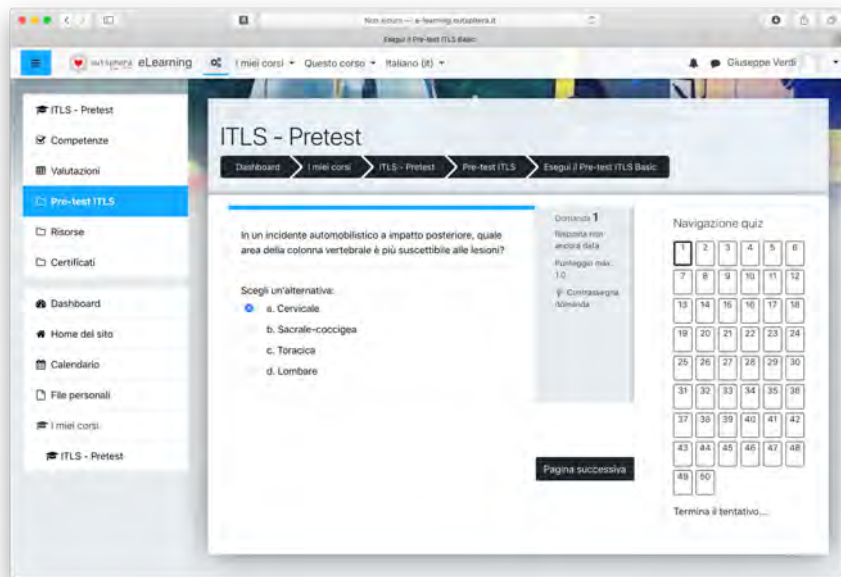 Non sicuro — e-learning.outsphera.it
Esegui il Pre-test ITLS Basic
outsphera eLearning
I miei corsi
Questo corso
Italiano (it)
Giuseppe Verdi
ITLS - Pretest
Competenze
Valutazioni
Pre-test ITLS
Risorse
Certificati
Dashboard
Home del sito
Calendario
File personali
I miei corsi
ITLS - Pretest
ITLS - Pretest
Dashboard
I miei corsi
ITLS - Pretest
Pre-test ITLS
Esegui il Pre-test ITLS Basic
In un incidente automobilistico a impatto posteriore, quale
area della colonna vertebrale è più suscettibile alle lesioni?
Scegli un'alternativa:
a. Cervicale
b. Sacrale-coccigea
c. Toracica
d. Lombare
Domanda 1
Risposta non
ancora data
Punteggio max.:
1,0
Contrassegna
domanda
Pagina successiva
Navigazione quiz
1 2 3 4 5 6
7 8 9 10 11 12
13 14 15 16 17 18
19 20 21 22 23 24
25 26 27 28 29 30
31 32 33 34 35 36
37 38 39 40 41 42
43 44 45 46 47 48
49 50
Termina il tentativo...